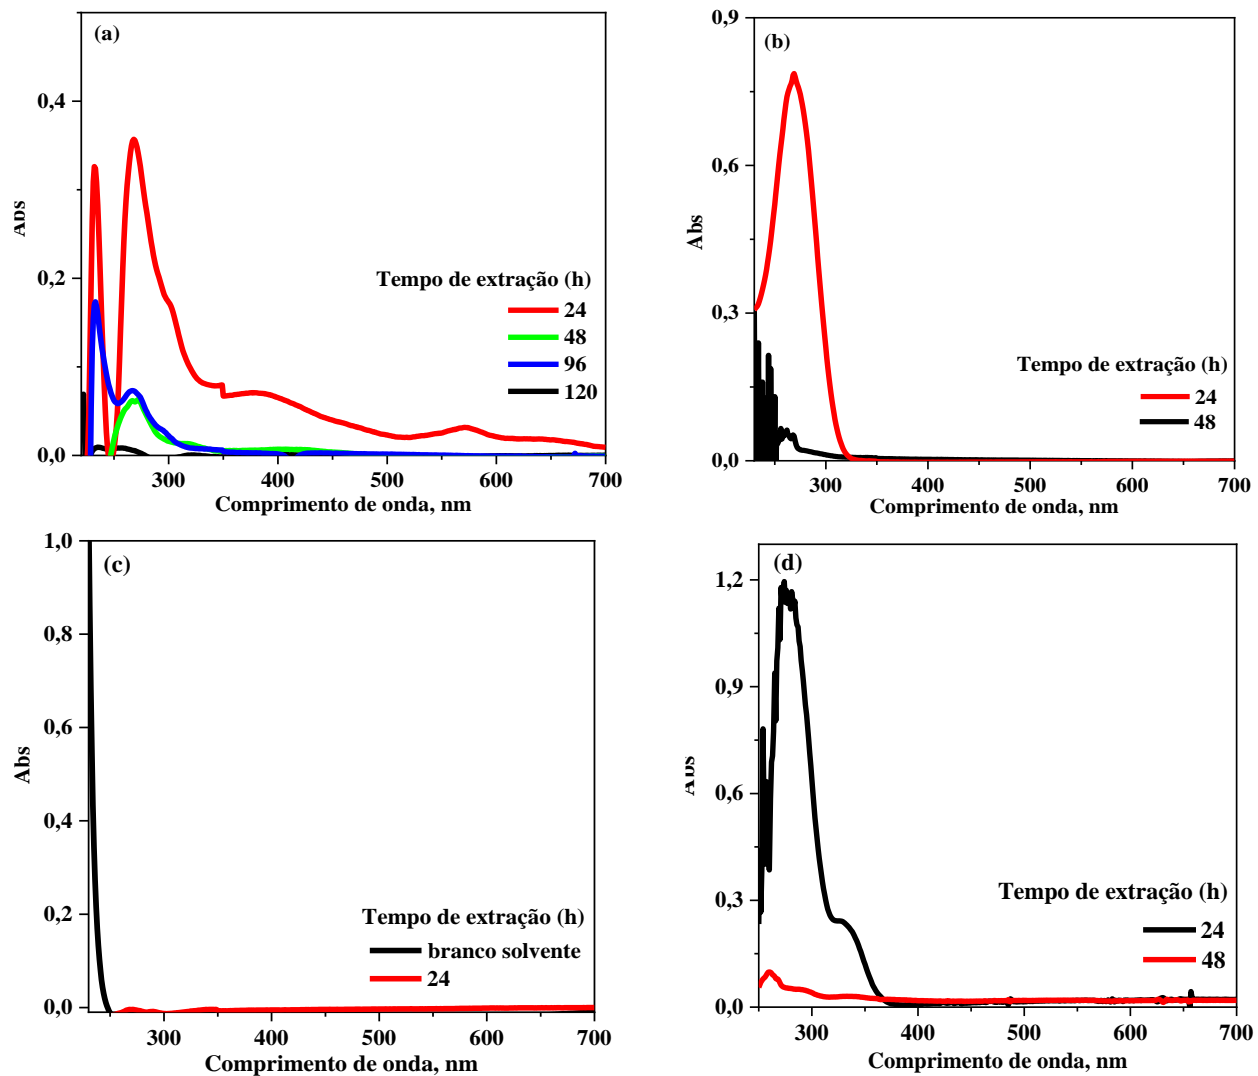 (a)
0,4
0,2
0,0
Abs
Tempo de extração (h)
24
48
96
120
300 400 500 600 700
Comprimento de onda, nm
(b)
0,9
0,6
0,3
0,0
Abs
Tempo de extração (h)
24
48
300 400 500 600 700
Comprimento de onda, nm
(c)
1,0
0,8
0,6
0,4
0,2
0,0
Abs
Tempo de extração (h)
branco solvente
24
300 400 500 600 700
Comprimento de onda, nm
(d)
1,2
0,9
0,6
0,3
0,0
Abs
Tempo de extração (h)
24
48
300 400 500 600 700
Comprimento de onda, nm